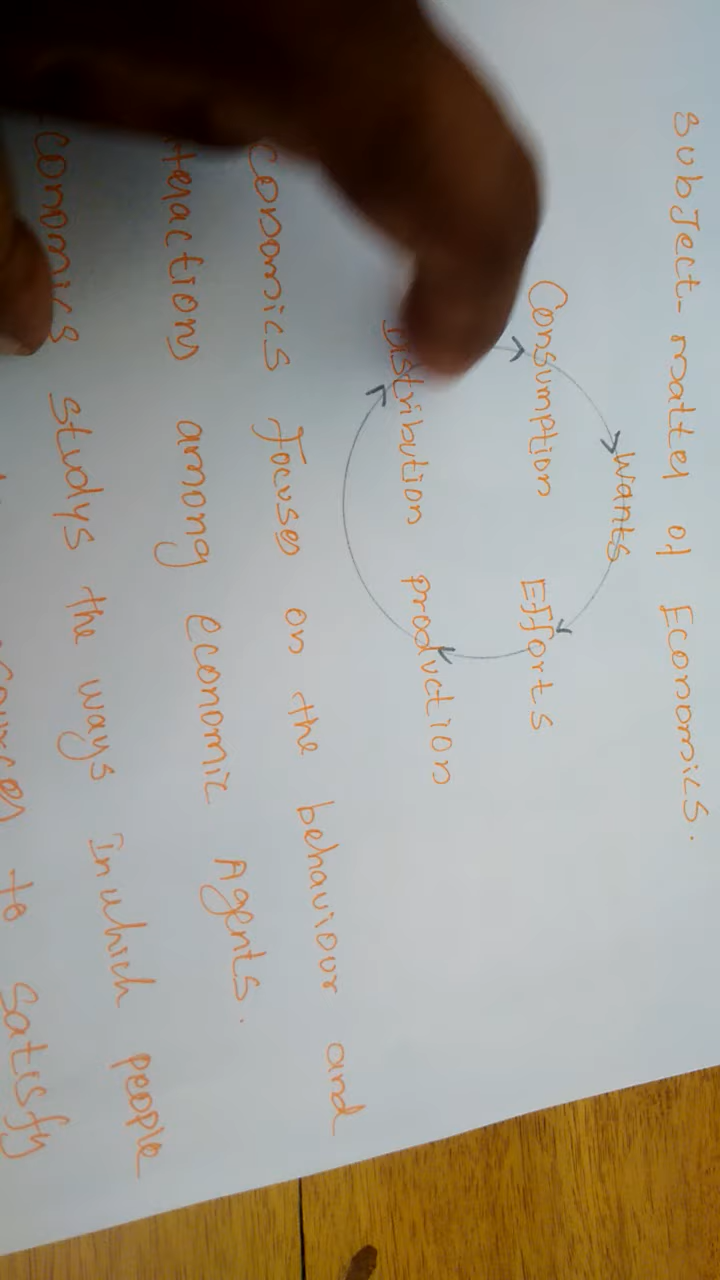 Subject-matter of Economics.
Wants
Consumption Efforts
Distribution production
conomics focuses on the behaviour and
teractions among economic Agents.
conomics studys the ways In which people
to satisfy